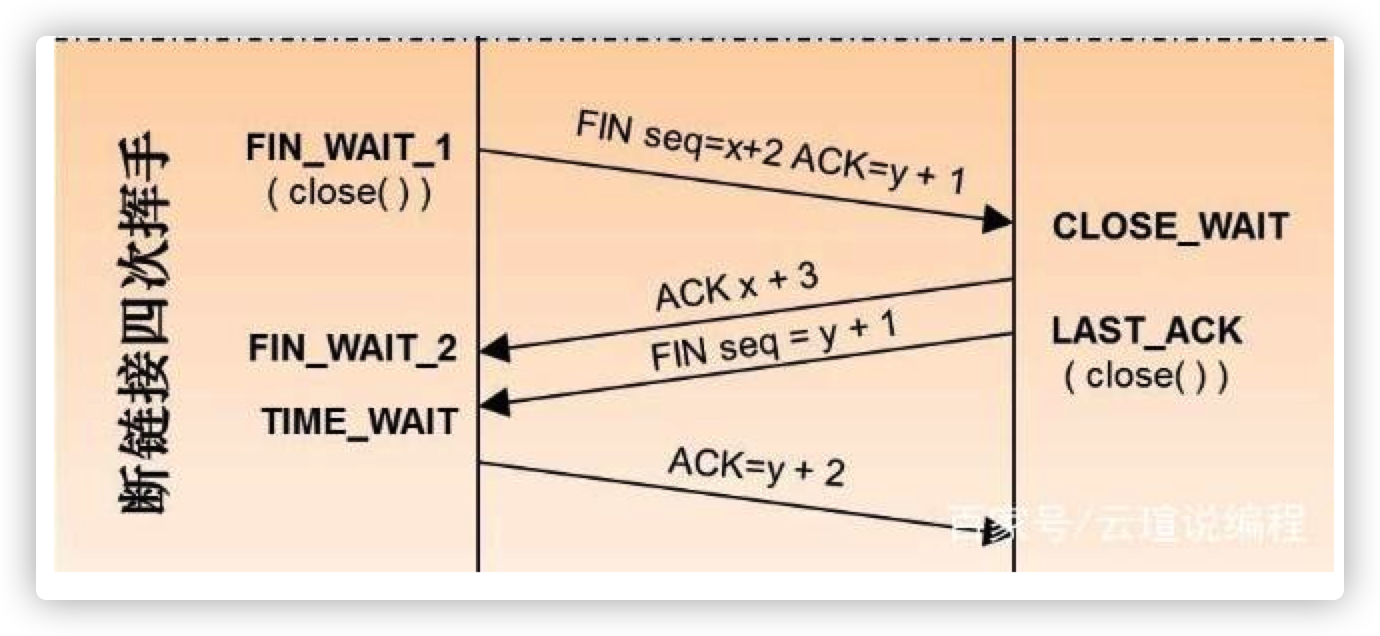 断链接四次挥手
FIN_WAIT_1
( close( ) )
FIN seq=x+2 ACK=y + 1
CLOSE_WAIT
ACK x + 3
FIN_WAIT_2
FIN seq = y + 1
LAST_ACK
( close( ) )
TIME_WAIT
ACK=y + 2
百家号/云瑄说编程